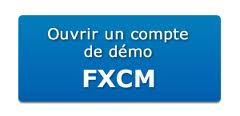 Ouvrir un compte
de démo
FXCM